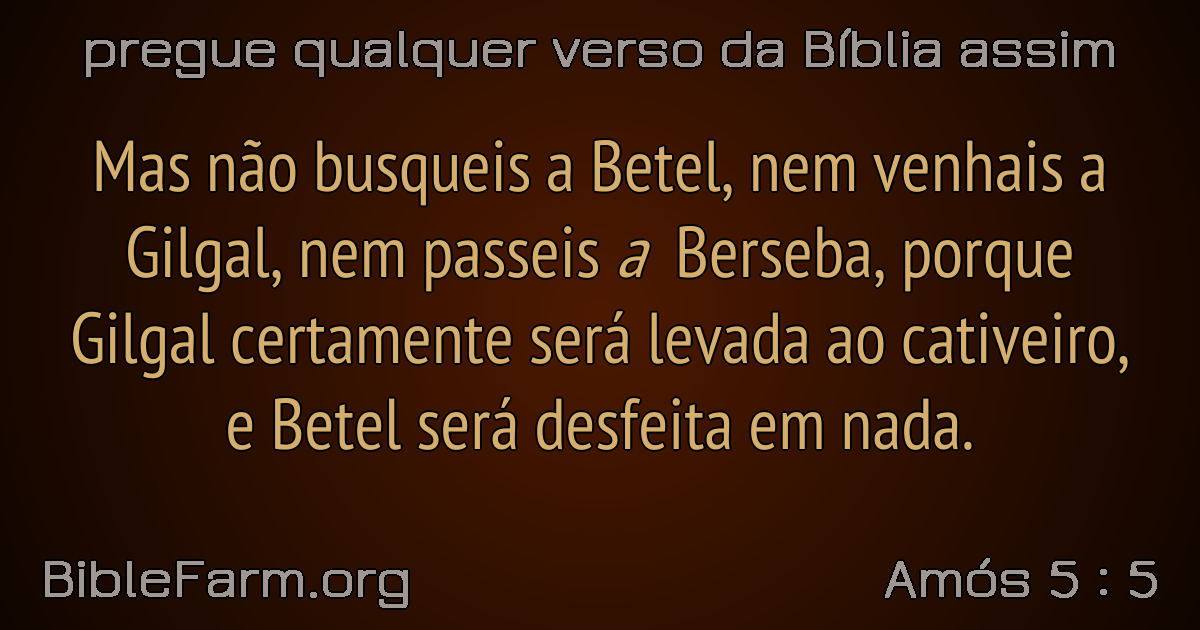 pregue qualquer verso da Bíblia assim
Mas não busqueis a Betel, nem venhais a
Gilgal, nem passeis a Berseba, porque
Gilgal certamente será levada ao cativeiro,
e Betel será desfeita em nada.
BibleFarm.org
Amós 5 : 5